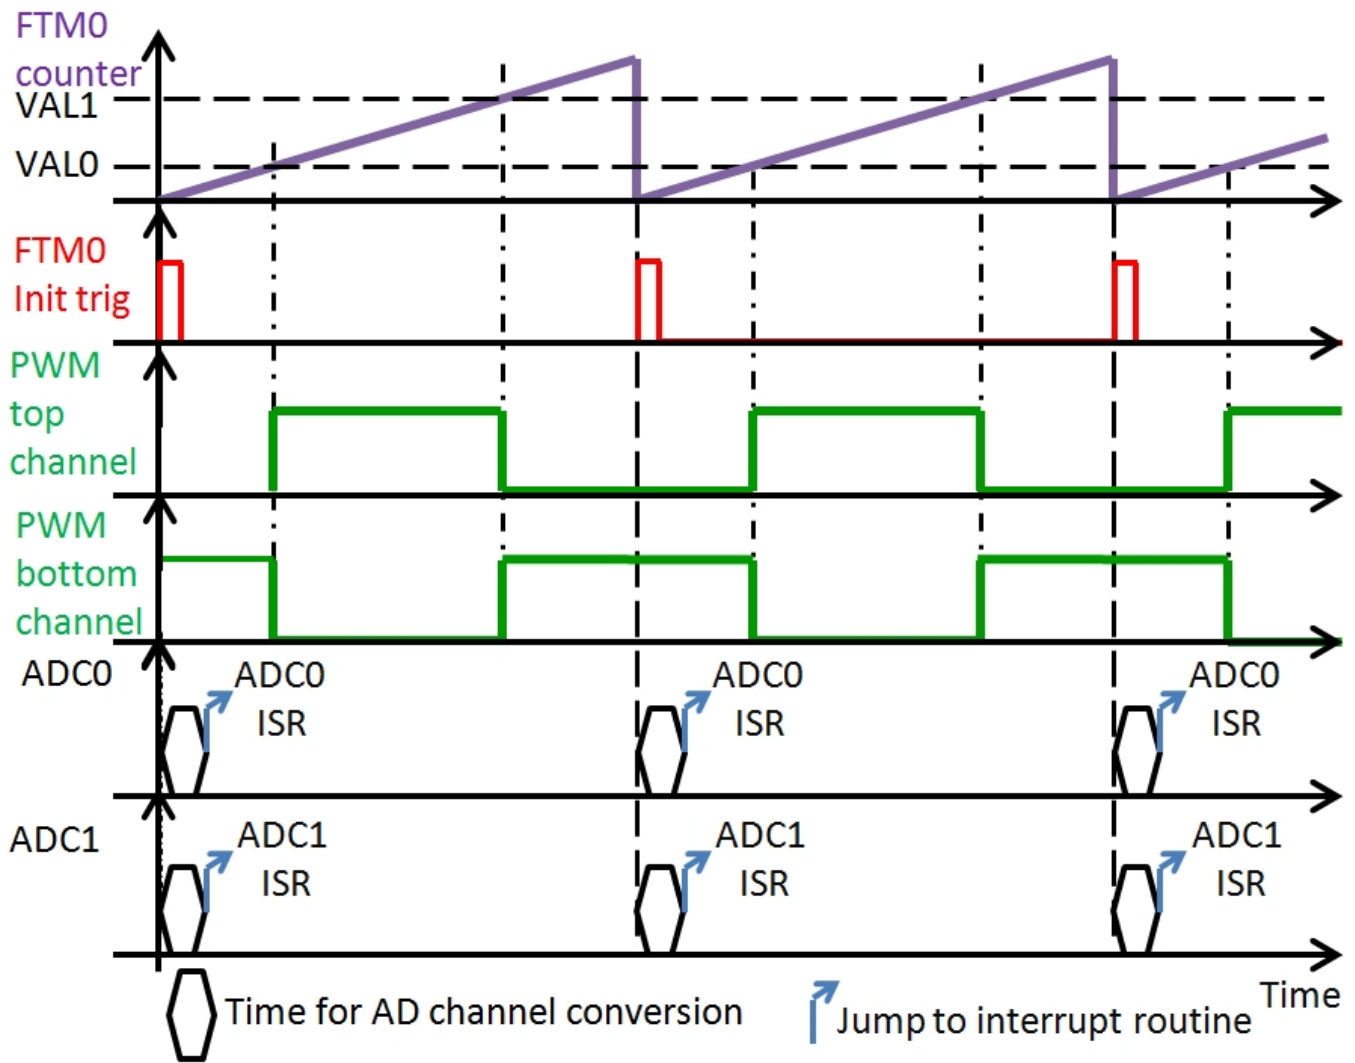 FTM0
counter
VAL1
VAL0
FTM0
Init trig
PWM
top
channel
PWM
bottom
channel
ADC0
ADC0
ISR
ADC0
ISR
ADC0
ISR
ADC1
ADC1
ISR
ADC1
ISR
ADC1
ISR
Time
Time for AD channel conversion
Jump to interrupt routine